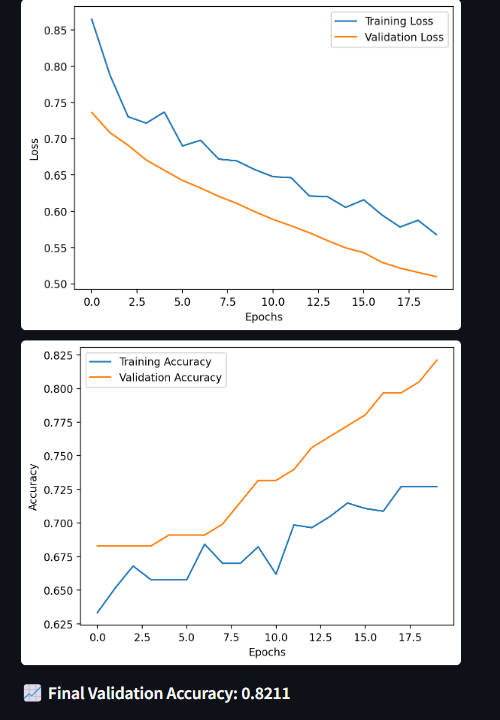 Training Loss
Validation Loss
0.85
0.80
0.75
0.70
0.65
0.60
0.55
0.50
Loss
0.0 2.5 5.0 7.5 10.0 12.5 15.0 17.5
Epochs
Training Accuracy
Validation Accuracy
0.825
0.800
0.775
0.750
0.725
0.700
0.675
0.650
0.625
Accuracy
0.0 2.5 5.0 7.5 10.0 12.5 15.0 17.5
Epochs
Final Validation Accuracy: 0.8211